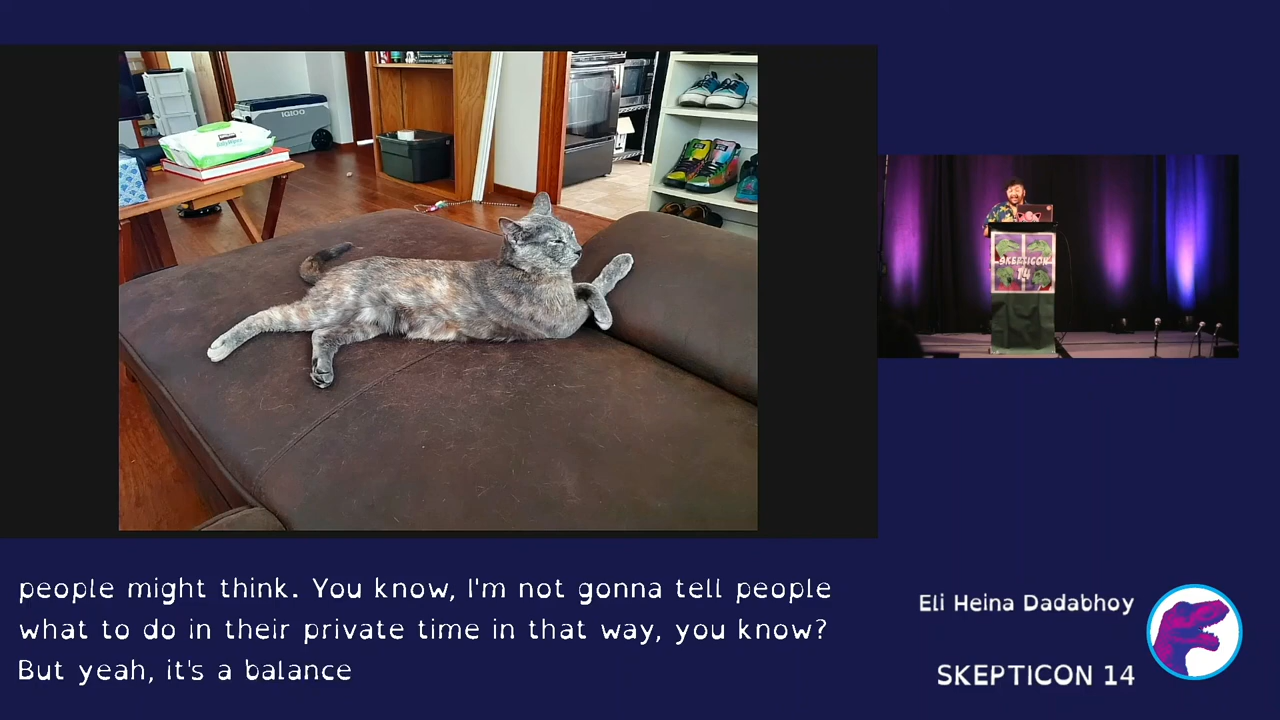 IGLOO
SKEPTICON
14
people might think. You know, I'm not gonna tell people
what to do in their private time in that way, you know?
But yeah, it's a balance
Eli Heina Dadabhoy
SKEPTICON 14